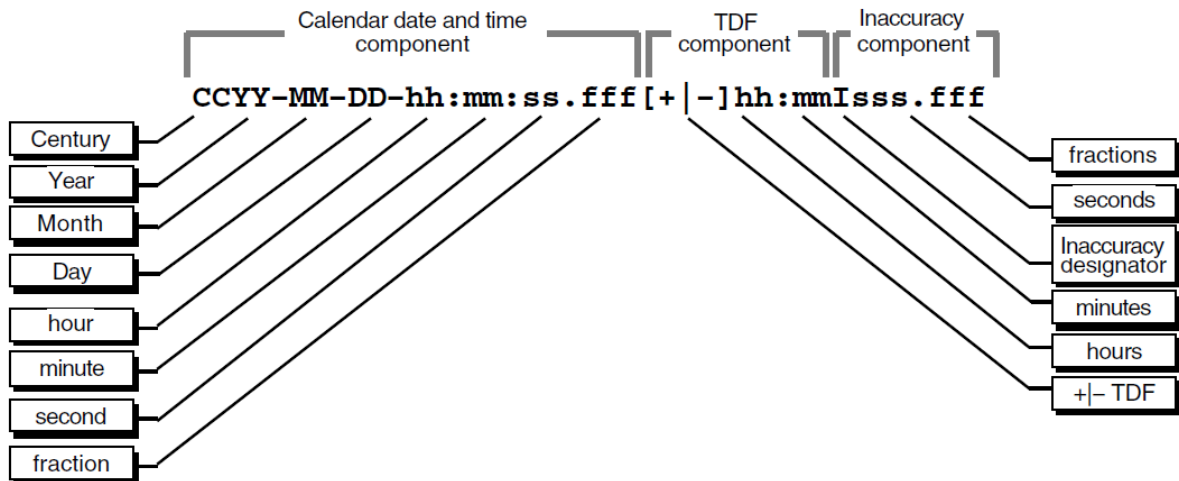 Calendar date and time
component
TDF
component
Inaccuracy
component
CCYY-MM-DD-hh:mm:ss.fff[+|-]hh:mmIsss.fff
Century
Year
Month
Day
hour
minute
second
fraction
fractions
seconds
Inaccuracy
designator
minutes
hours
+|– TDF